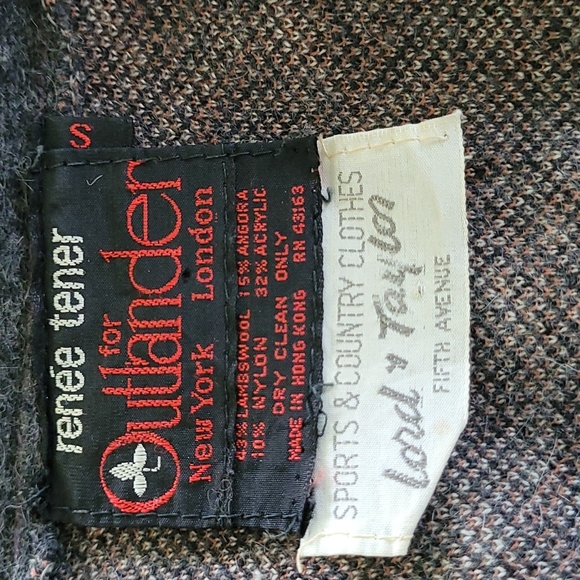 S
renée tener
for
Outlander
New York London
43% LAMBSWOOL 15% ANGORA
10% NYLON 32% ACRYLIC
DRY CLEAN ONLY
MADE IN HONG KONG RN 43163
SPORTS & COUNTRY CLOTHES
Lord & Taylor
FIFTH AVENUE